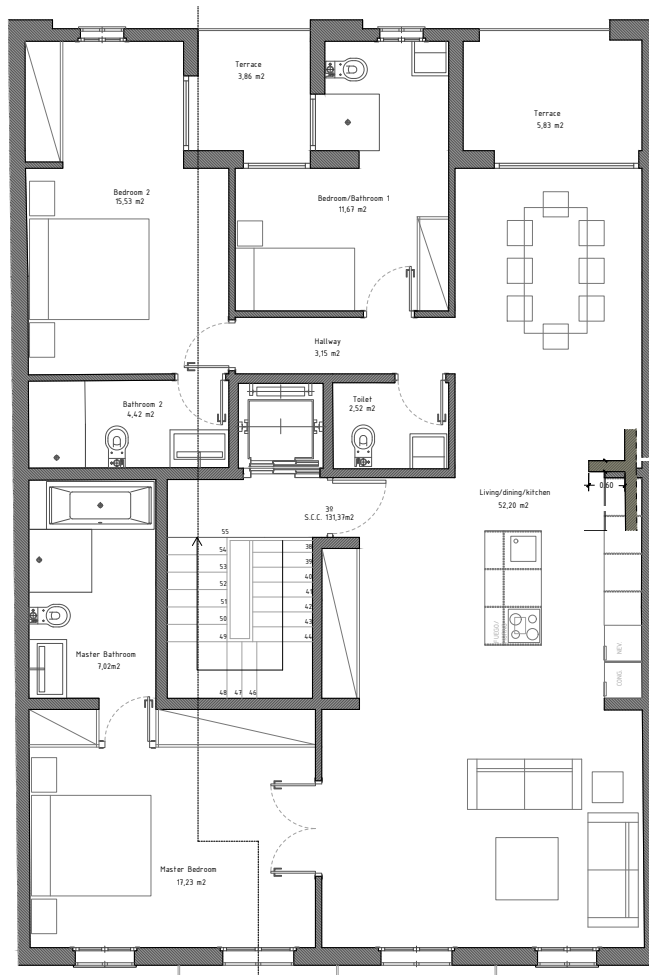 Terrace
3,86 m2
Terrace
5,83 m2
Bedroom 2
15,53 m2
Bedroom/Bathroom 1
11,67 m2
Hallway
3,15 m2
Bathroom 2
4,42 m2
Toilet
2,52 m2
0.60
Living/dining/kitchen
52,20 m2
3º
S.C.C. 131,37m2
55
54
53
52
51
50
49
48
47
46
38
39
40
41
42
43
44
FUEGO/
NEV.
CONG.
Master Bathroom
7,02m2
Master Bedroom
17,23 m2